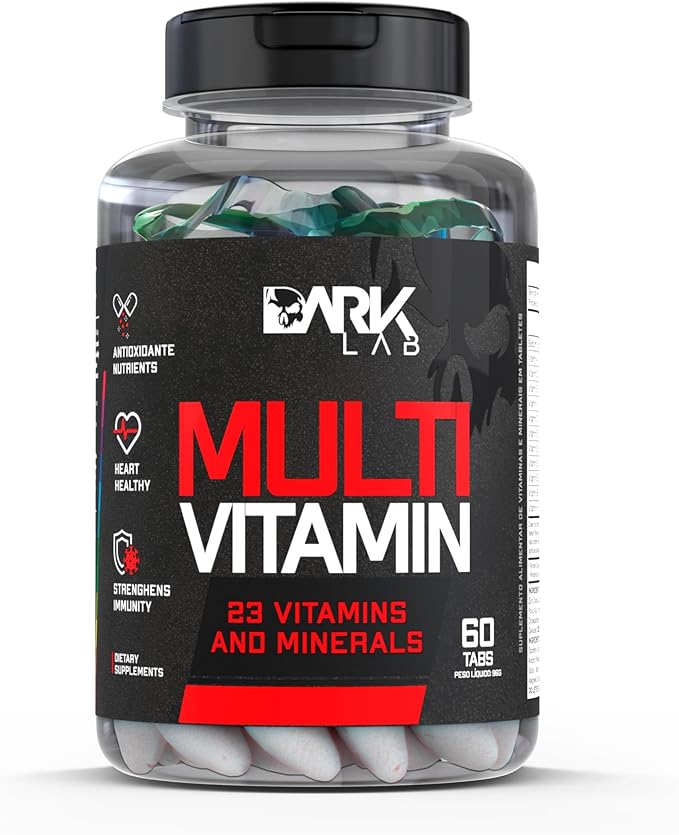 DARK
LAB
ANTIOXIDANTE
NUTRIENTS
HEART
HEALTHY
STRENGHENS
IMMUNITY
DIETARY
SUPPLEMENTS
MULTI
VITAMIN
23 VITAMINS
AND MINERALS
60
TABS
PESO LÍQUIDO: 96G
SUPLEMENTO ALIMENTAR DE VITAMINAS E MINERAIS EM TABLETES